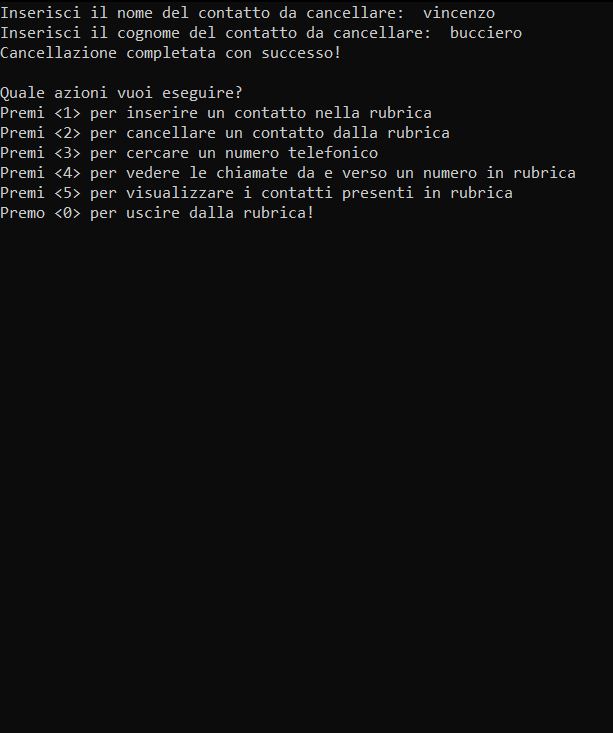 Inserisci il nome del contatto da cancellare:  vincenzo
Inserisci il cognome del contatto da cancellare:  bucciero
Cancellazione completata con successo!

Quale azioni vuoi eseguire?
Premi <1> per inserire un contatto nella rubrica
Premi <2> per cancellare un contatto dalla rubrica
Premi <3> per cercare un numero telefonico
Premi <4> per vedere le chiamate da e verso un numero in rubrica
Premi <5> per visualizzare i contatti presenti in rubrica
Premo <0> per uscire dalla rubrica!